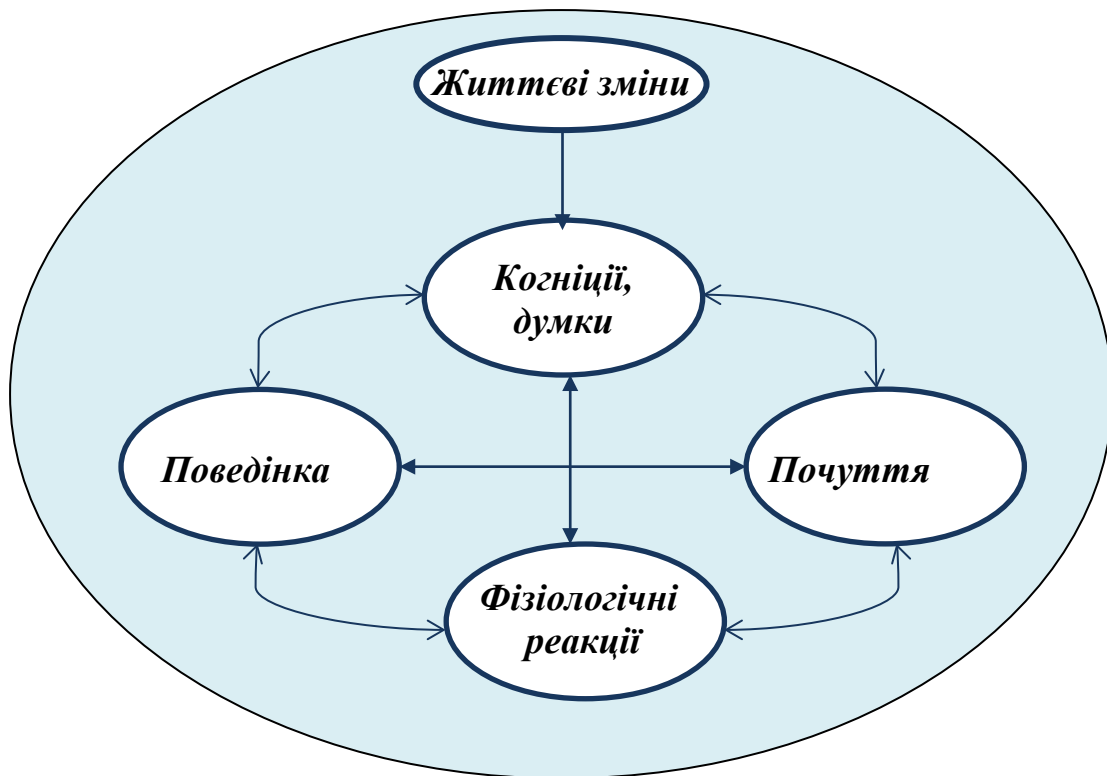 Життєві зміни
Когніції,
думки
Поведінка
Почуття
Фізіологічні
реакції